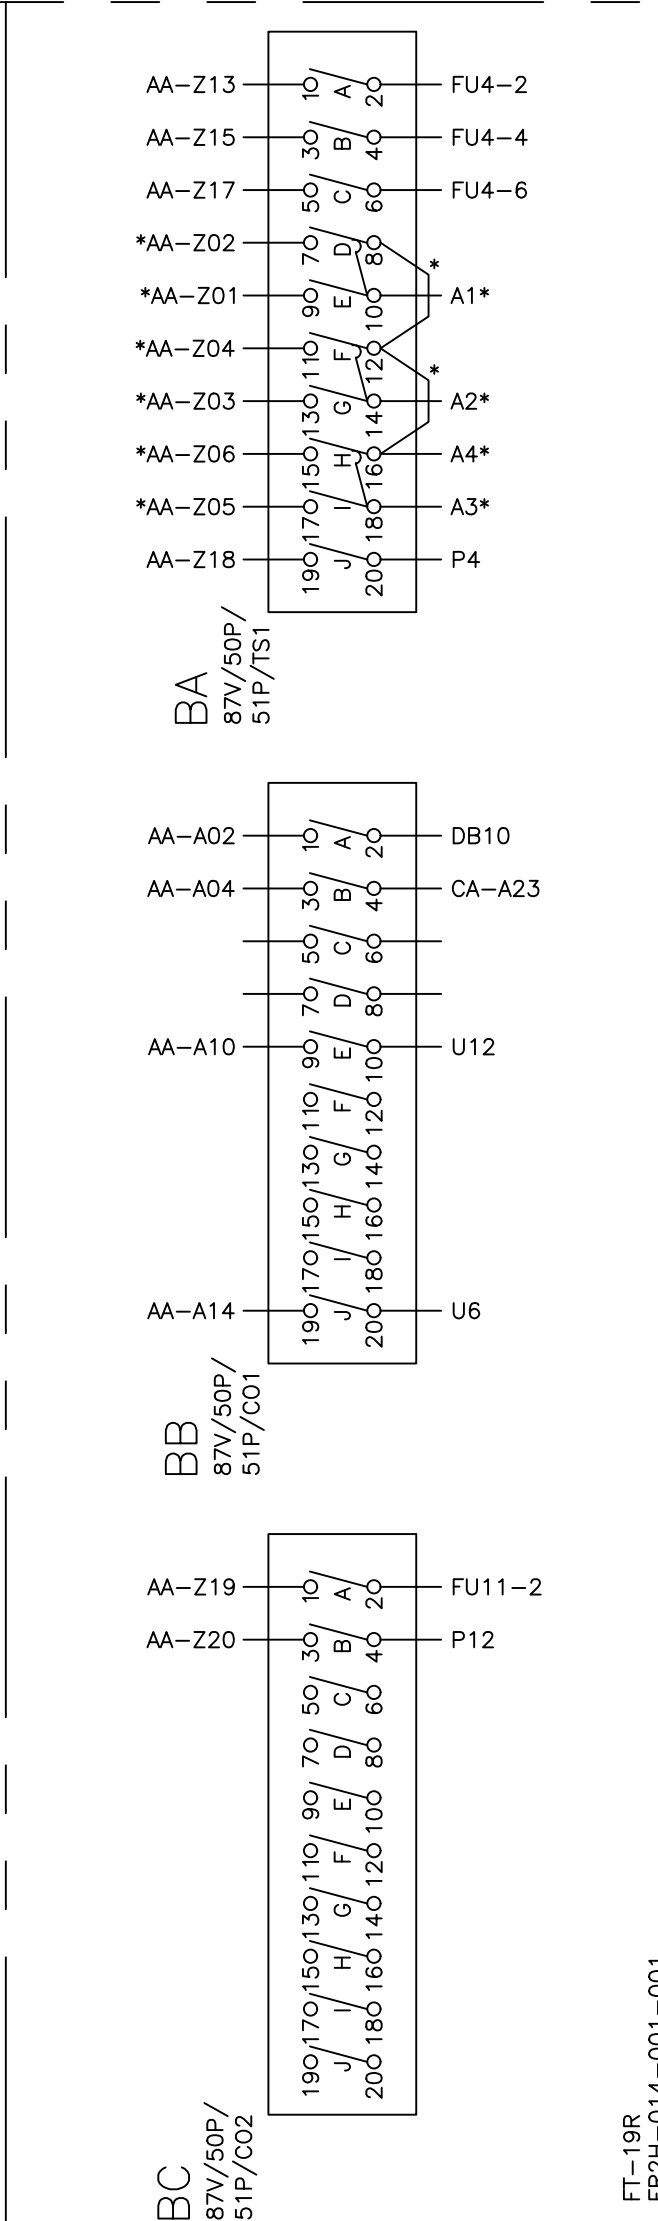 AA-Z13 1 A 2 FU4-2
AA-Z15 3 B 4 FU4-4
AA-Z17 5 C 6 FU4-6
*AA-Z02 7 D 8
*
*AA-Z01 9 E 10 A1*
*AA-Z04 11 F 12
*
*AA-Z03 13 G 14 A2*
*AA-Z06 15 H 16 A4*
*AA-Z05 17 I 18 A3*
AA-Z18 19 J 20 P4
BA
87V/50P/
51P/TS1
AA-A02 1 A 2 DB10
AA-A04 3 B 4 CA-A23
5 C 6
7 D 8
AA-A10 9 E 10 U12
11 F 12
13 G 14
15 H 16
17 I 18
AA-A14 19 J 20 U6
BB
87V/50P/
51P/CO1
AA-Z19 1 A 2 FU11-2
AA-Z20 3 B 4 P12
5 C 6
7 D 8
9 E 10
11 F 12
13 G 14
15 H 16
17 I 18
19 J 20
BC
87V/50P/
51P/CO2
FT-19R